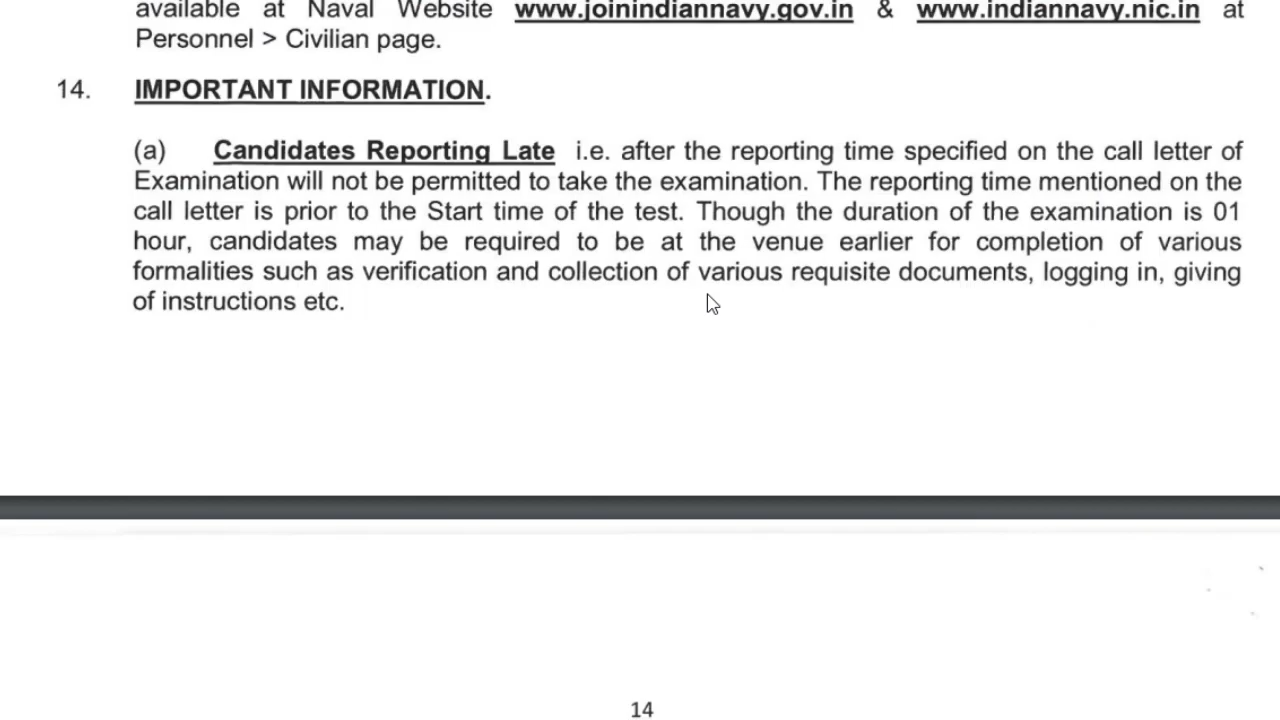 available at Naval Website www.joinindiannavy.gov.in & www.indiannavy.nic.in at
Personnel > Civilian page.
14. IMPORTANT INFORMATION.
(a) Candidates Reporting Late i.e. after the reporting time specified on the call letter of
Examination will not be permitted to take the examination. The reporting time mentioned on the
call letter is prior to the Start time of the test. Though the duration of the examination is 01
hour, candidates may be required to be at the venue earlier for completion of various
formalities such as verification and collection of various requisite documents, logging in, giving
of instructions etc.
14